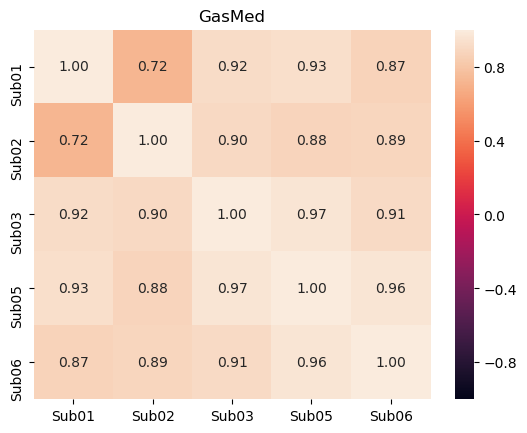 GasMed
Sub01 1.00 0.72 0.92 0.93 0.87
Sub02 0.72 1.00 0.90 0.88 0.89
Sub03 0.92 0.90 1.00 0.97 0.91
Sub05 0.93 0.88 0.97 1.00 0.96
Sub06 0.87 0.89 0.91 0.96 1.00
Sub01 Sub02 Sub03 Sub05 Sub06
0.8
0.4
0.0
−0.4
−0.8